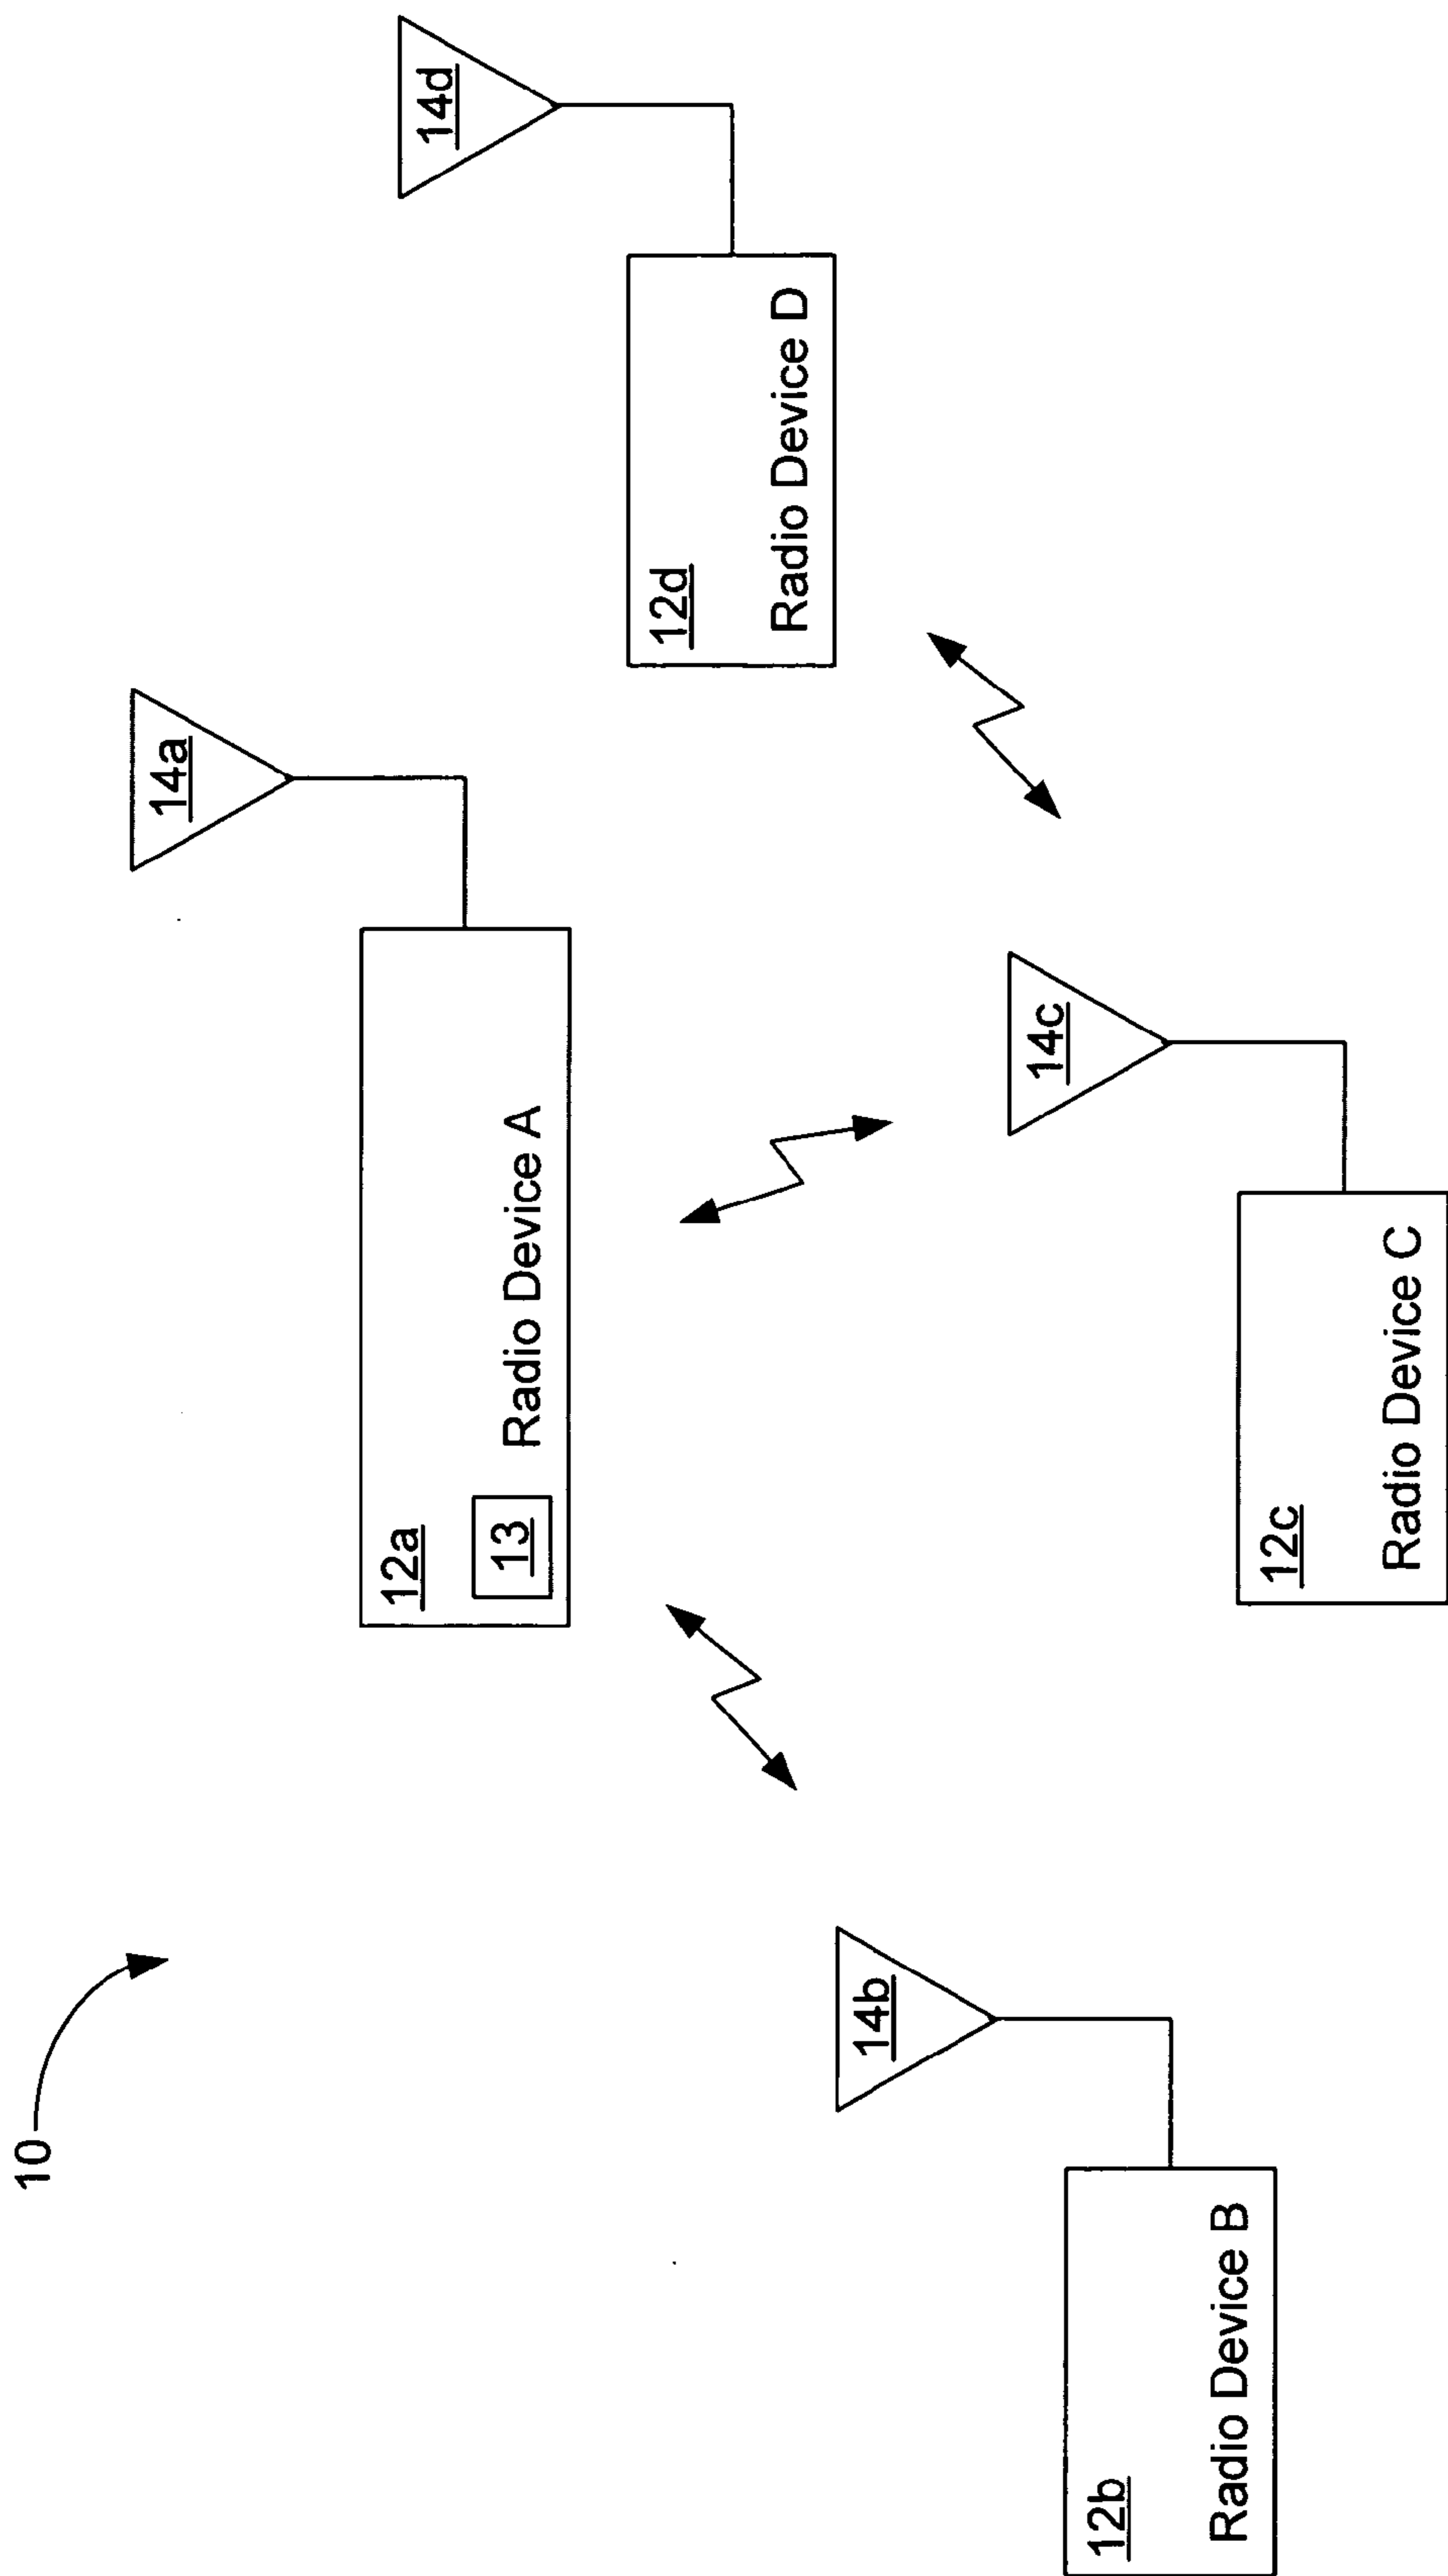 10
14a
14d
12a
13
Radio Device A
12d
Radio Device D
14b
14c
12b
Radio Device B
12c
Radio Device C